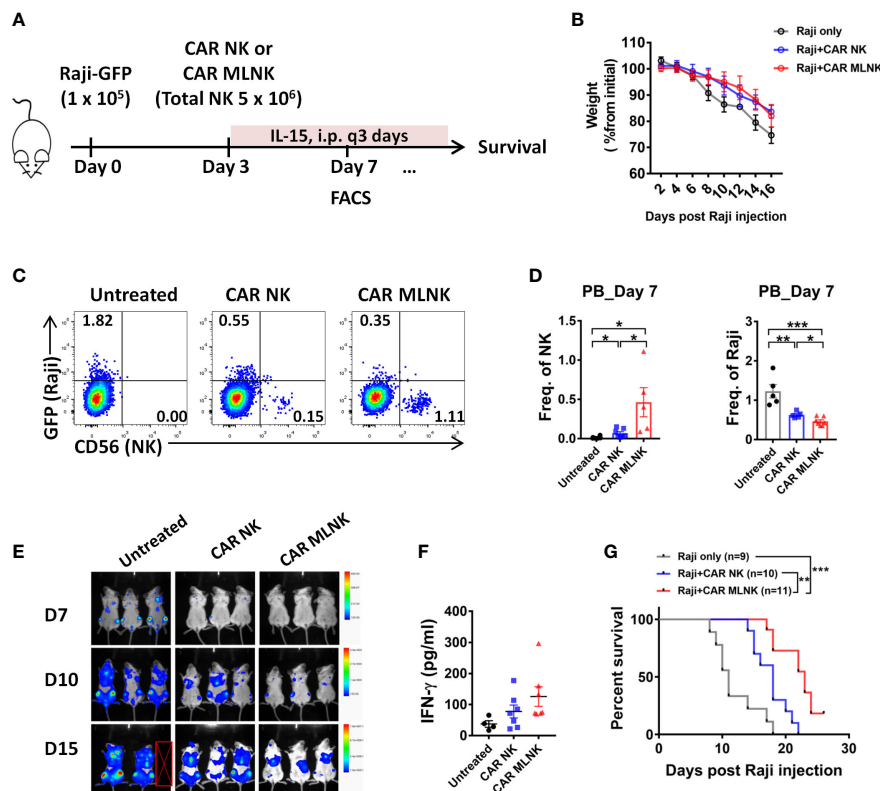 A
Raji-GFP
(1 x 10⁵)
CAR NK or
CAR MLNK
(Total NK 5 x 10⁶)
IL-15, i.p. q3 days
Survival
Day 0
Day 3
Day 7
...
FACS
B
Raji only
Raji+CAR NK
Raji+CAR MLNK
Weight
( %from initial)
110
100
90
80
70
60
2
4
6
8
10
12
14
16
Days post Raji injection
C
Untreated
CAR NK
CAR MLNK
1.82
0.00
0.55
0.15
0.35
1.11
GFP (Raji)
CD56 (NK)
D
PB_Day 7
Freq. of NK
1.0
0.5
0.0
*
*
*
Untreated
CAR NK
CAR MLNK
PB_Day 7
Freq. of Raji
3
2
1
0
***
**
*
Untreated
CAR NK
CAR MLNK
E
Untreated
CAR NK
CAR MLNK
D7
D10
D15
F
IFN-γ (pg/ml)
400
300
200
100
0
Untreated
CAR NK
CAR MLNK
G
Raji only (n=9)
Raji+CAR NK (n=10)
Raji+CAR MLNK (n=11)
**
***
Percent survival
100
50
0
0
10
20
30
Days post Raji injection